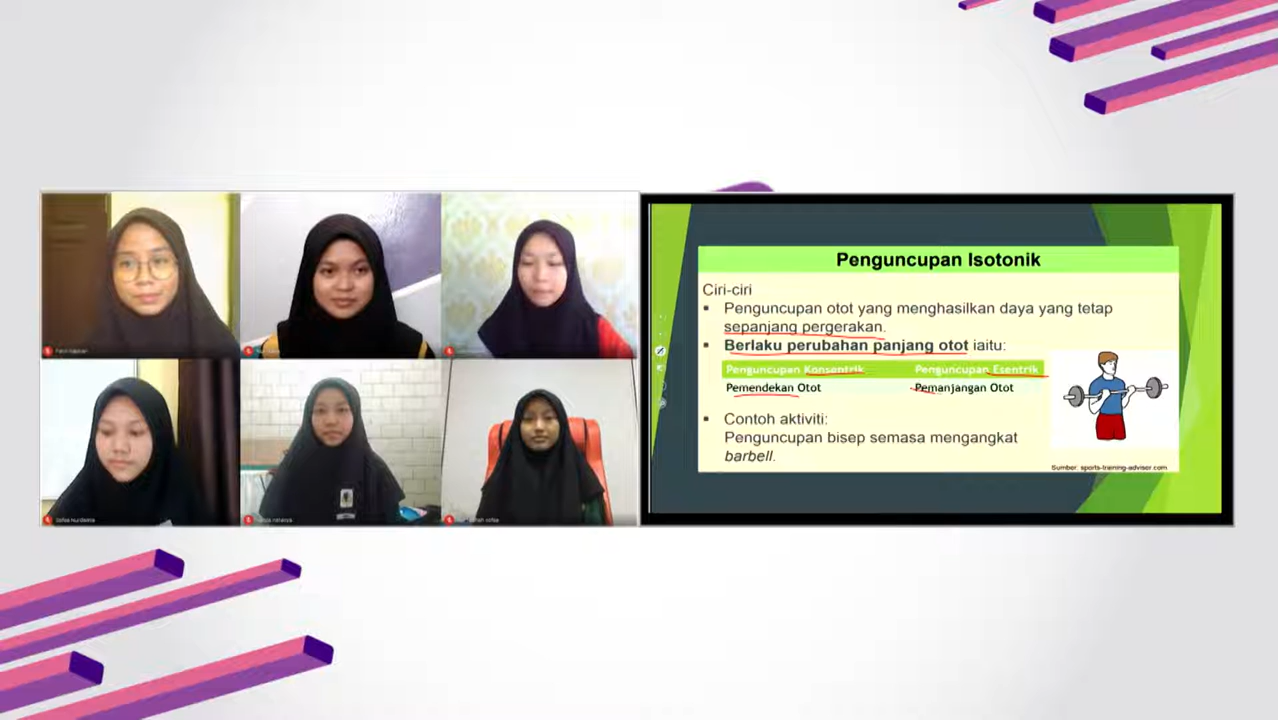 Penguncupan Isotonik
Ciri-ciri
▪ Penguncupan otot yang menghasilkan daya yang tetap
sepanjang pergerakan.
▪ Berlaku perubahan panjang otot iaitu:
Penguncupan Konsentrik Penguncupan Esentrik
Pemendekan Otot Pemanjangan Otot
▪ Contoh aktiviti:
Penguncupan bisep semasa mengangkat
barbell.
Sumber: sports-training-adviser.com